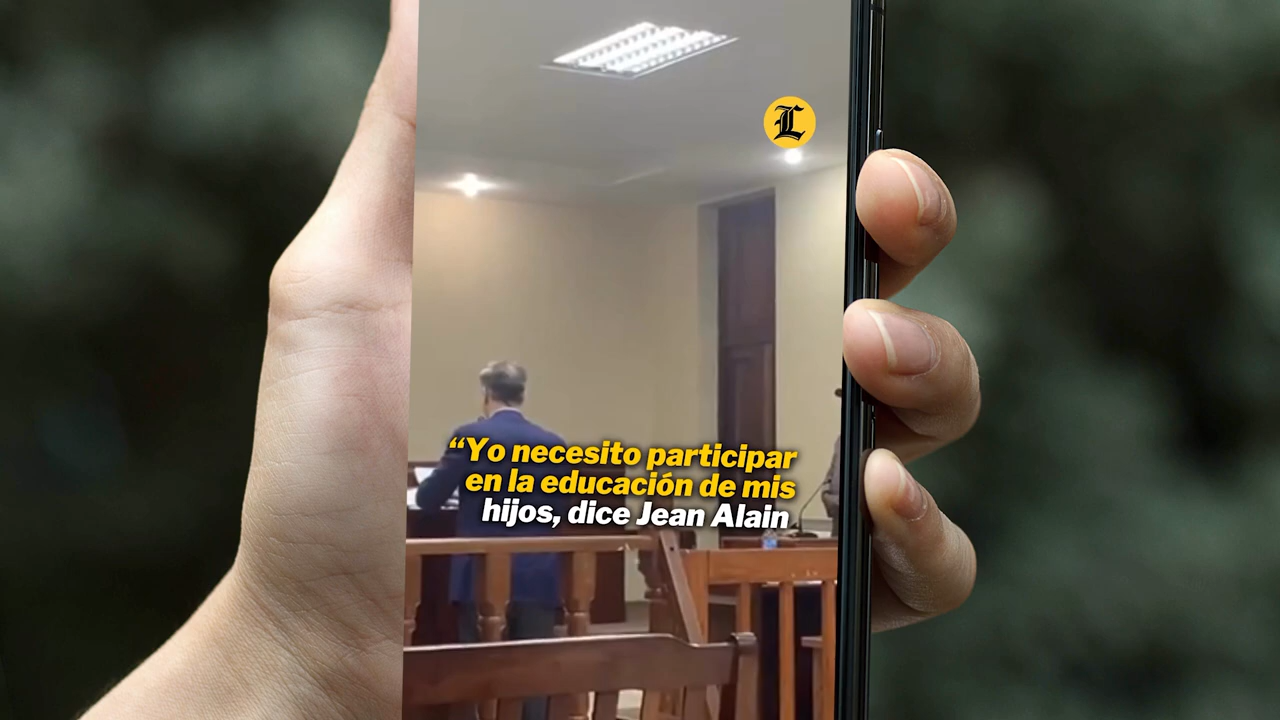 L
“Yo necesito participar
en la educación de mis
hijos, dice Jean Alain